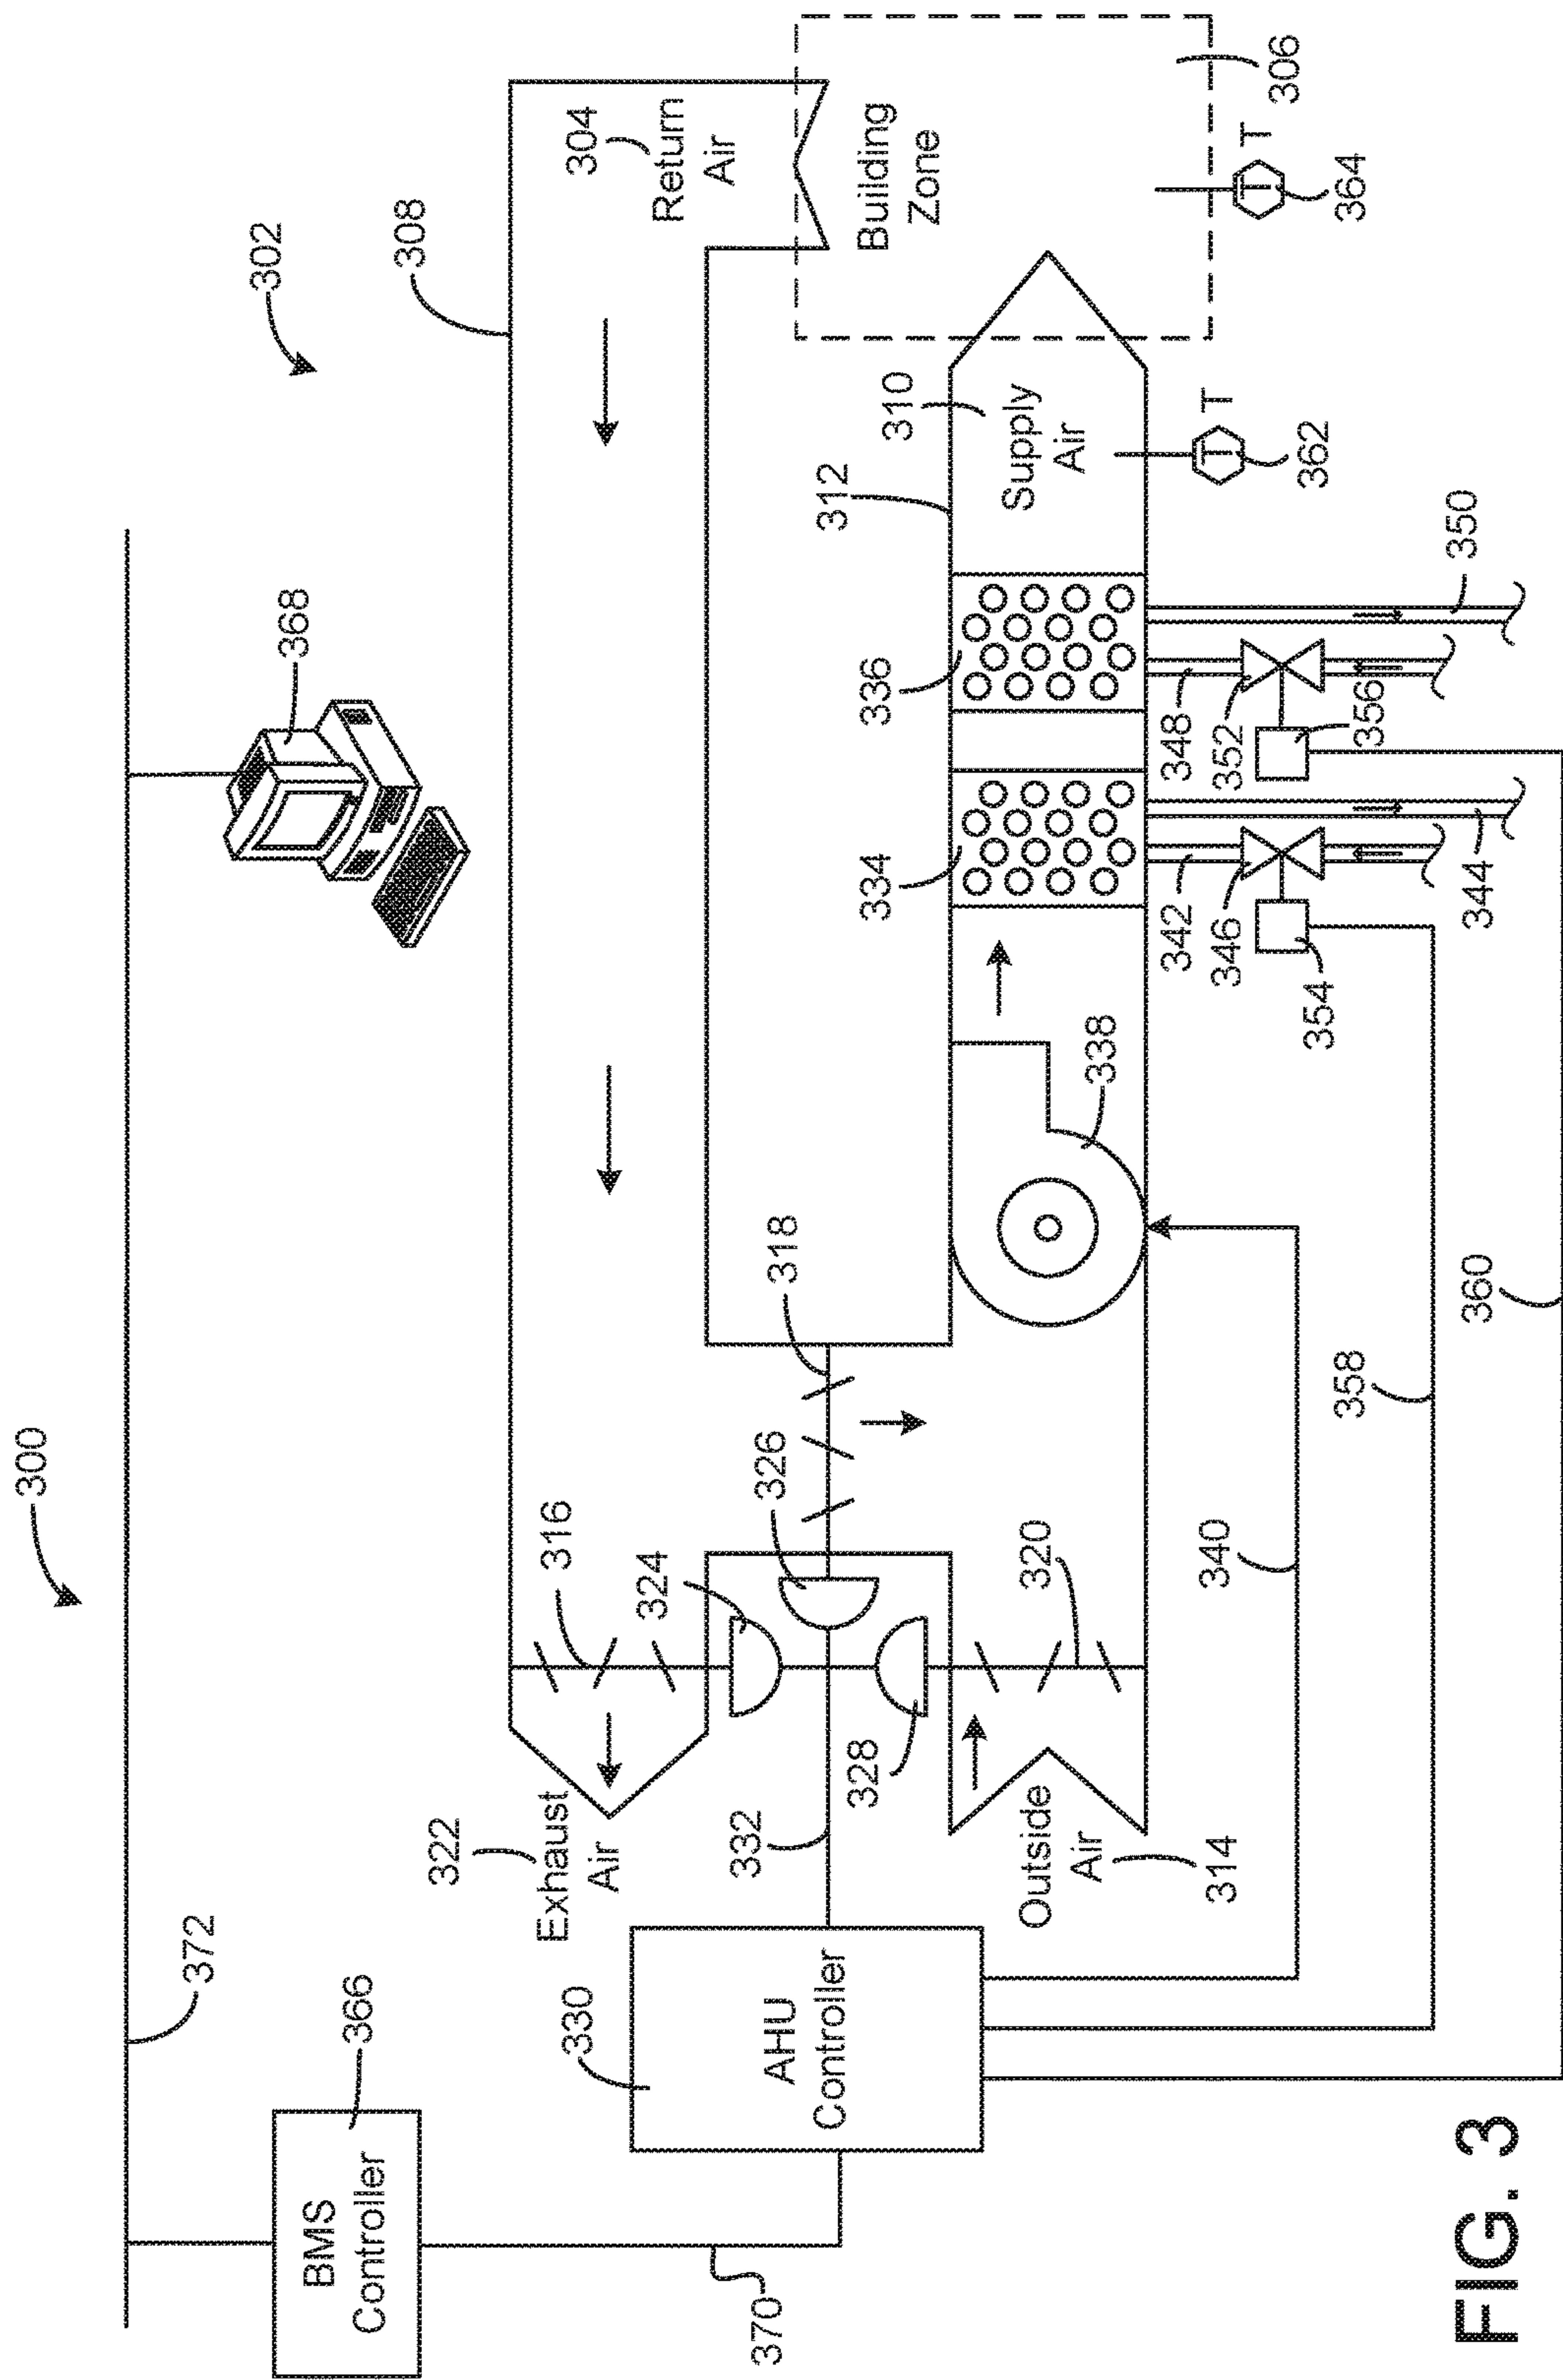 300
372
BMS
Controller
366
370
368
302
308
304
Return
Air
Building
Zone
306
T
T
364
316
322
Exhaust
Air
324
326
318
332
328
330
AHU
Controller
Outside
Air
314
320
338
334
336
312
310
Supply
Air
T
T
362
342
344
346
354
348
350
352
356
340
358
360
FIG. 3